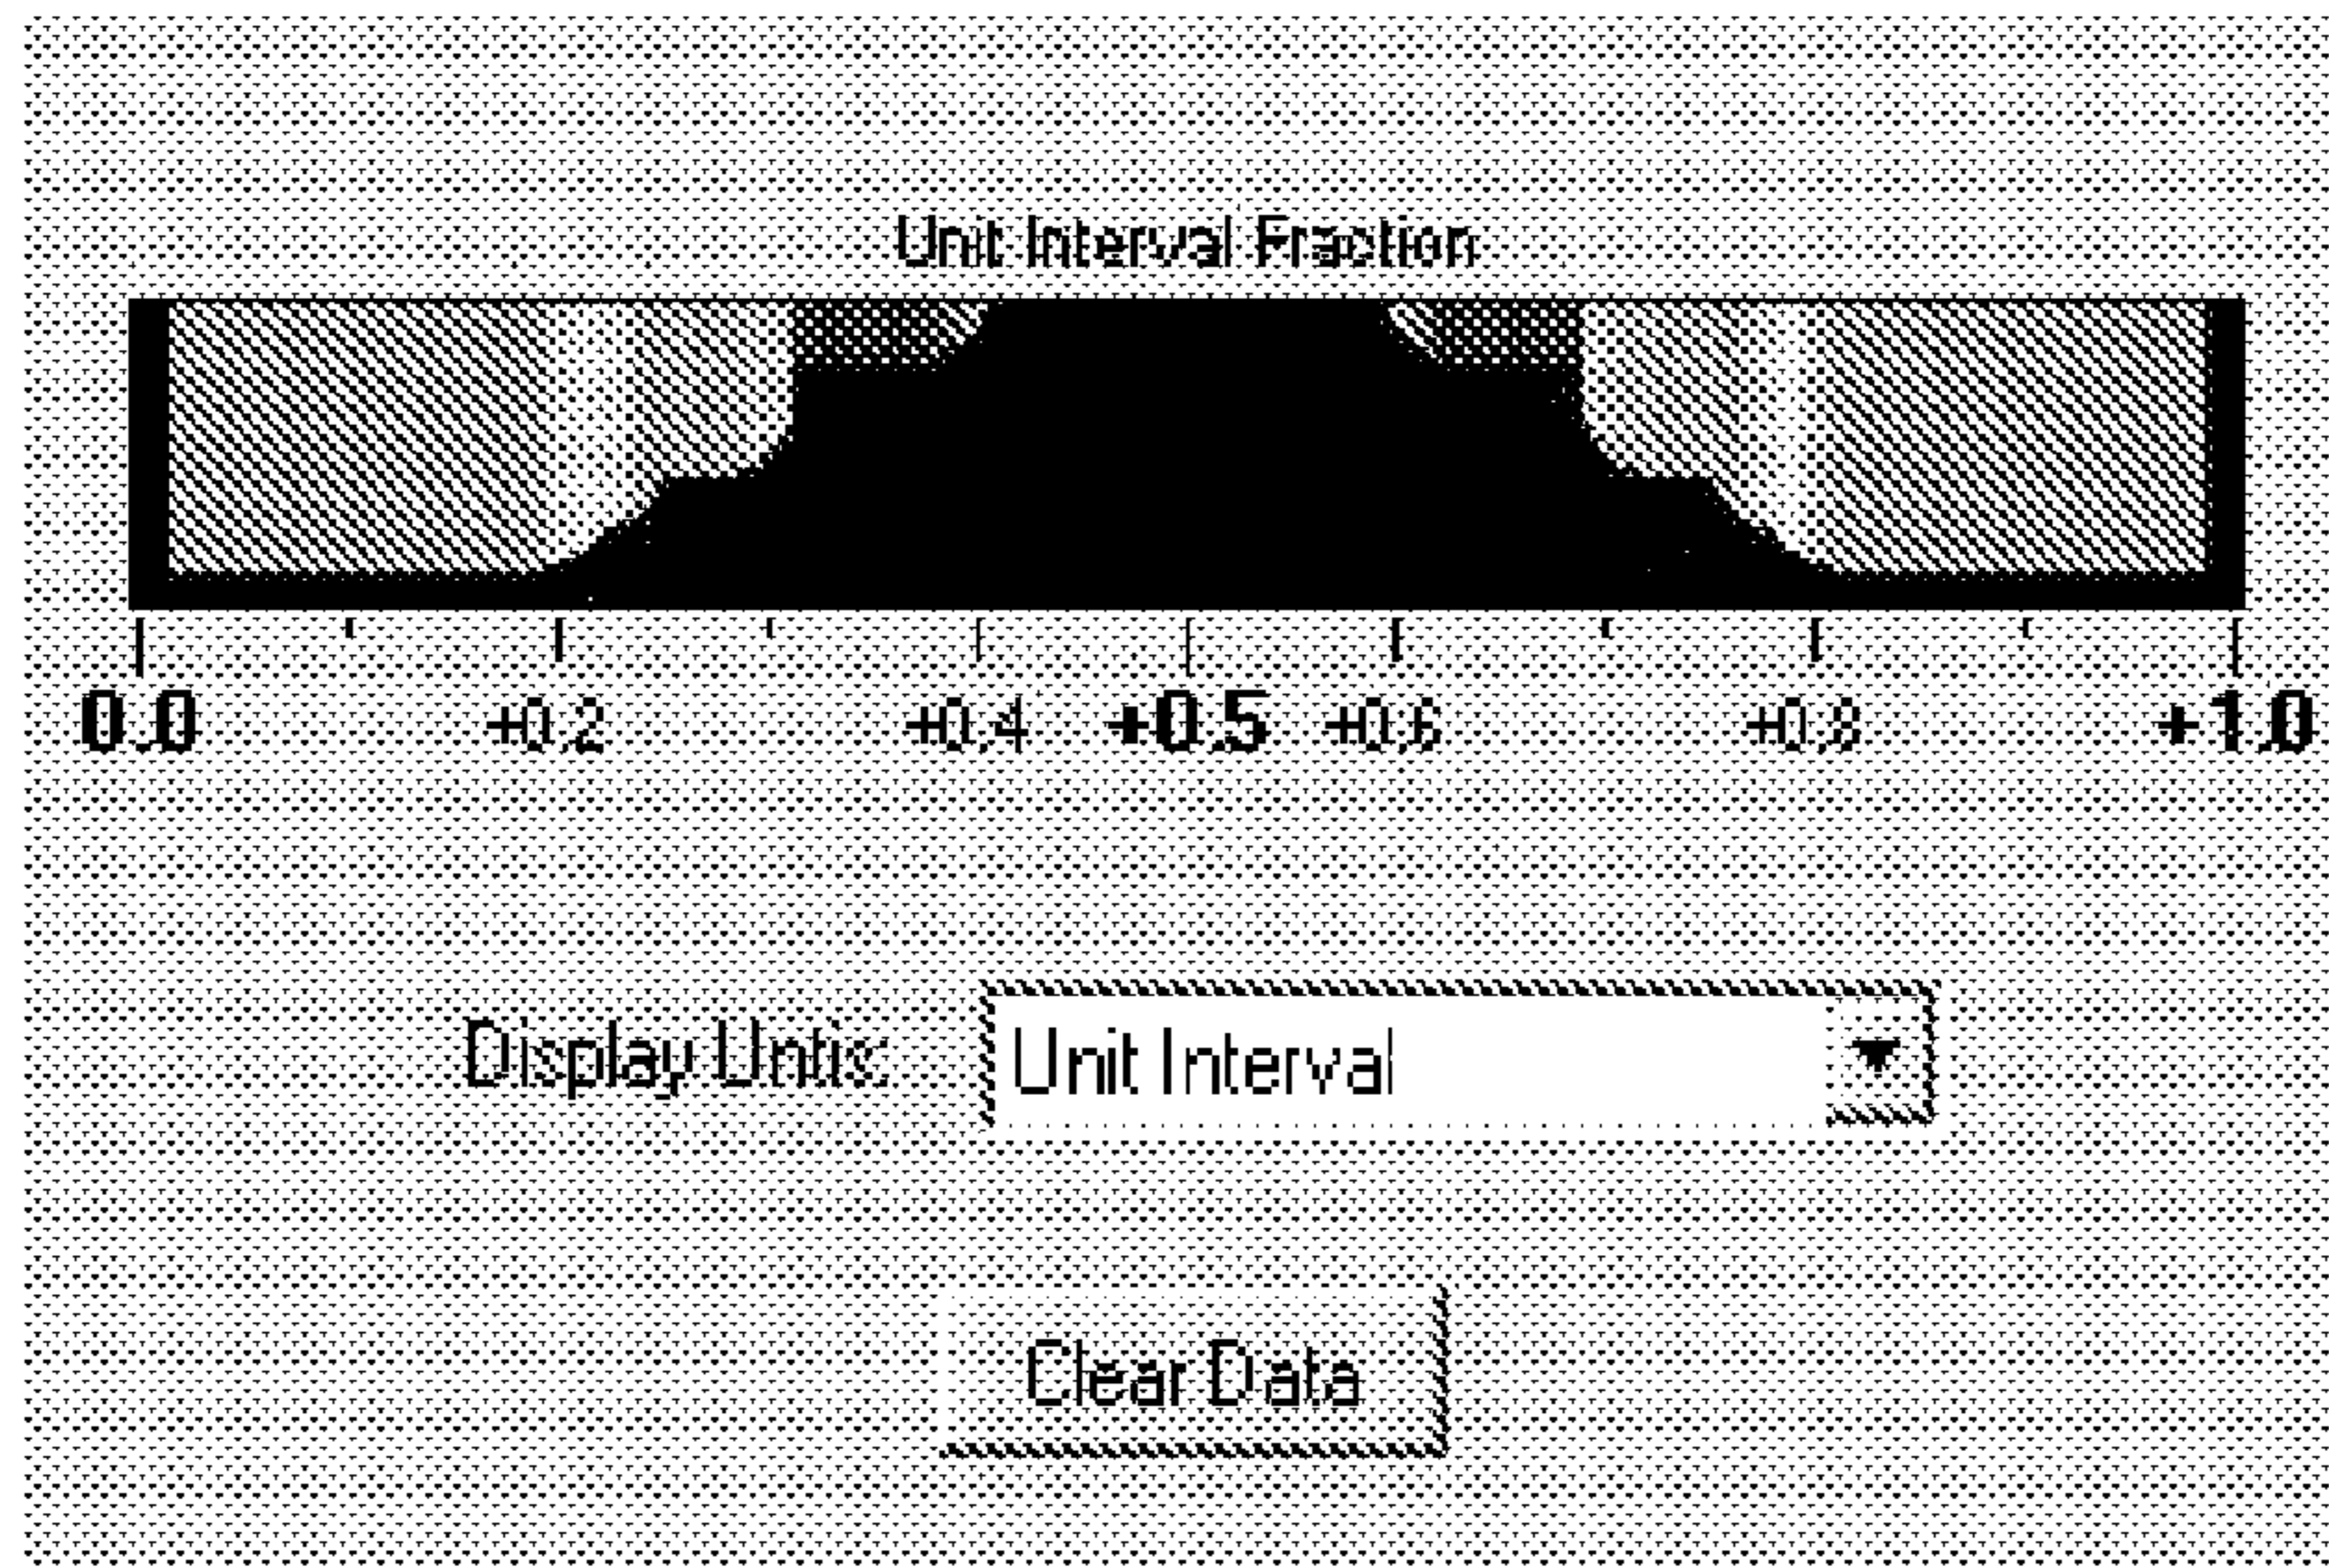 Unit Interval Fraction
0.0 +0.2 +0.4 +0.5 +0.6 +0.8 +1.0
Display Untis: Unit Interval
Clear Data